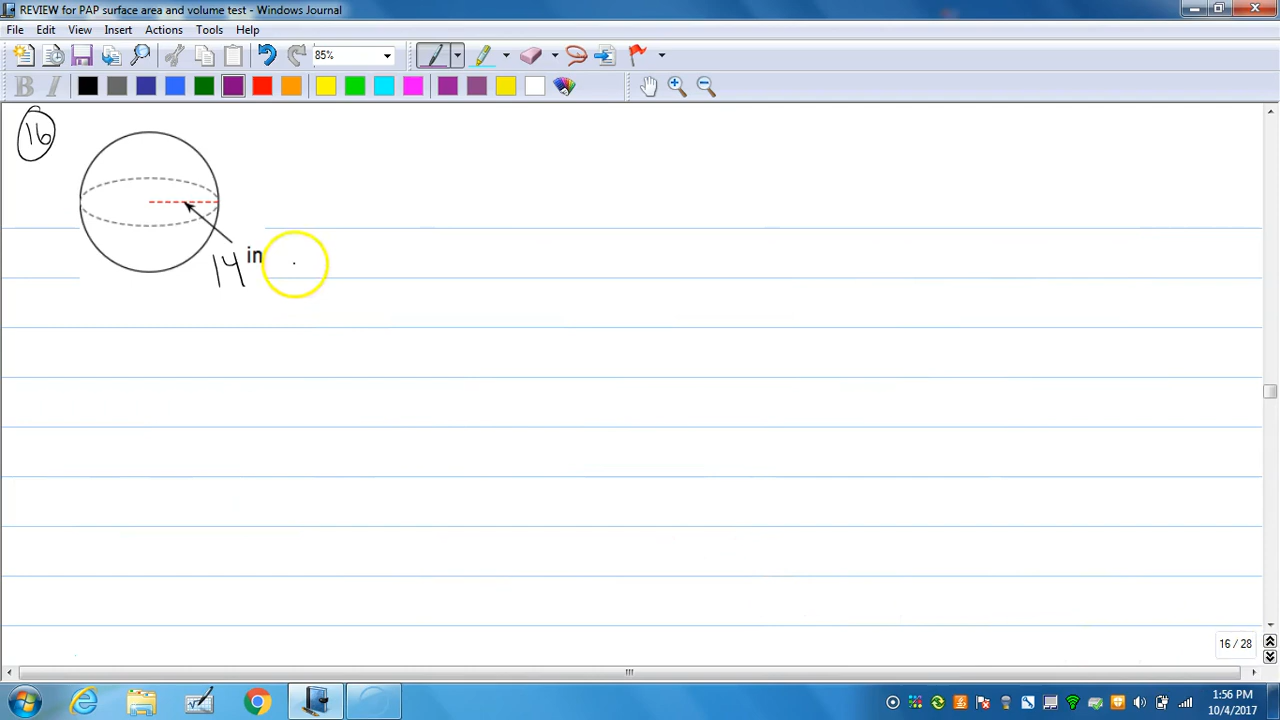 REVIEW for PAP surface area and volume test - Windows Journal
File Edit View Insert Actions Tools Help
85%
B I
16
14 in
16 / 28
1:56 PM
10/4/2017